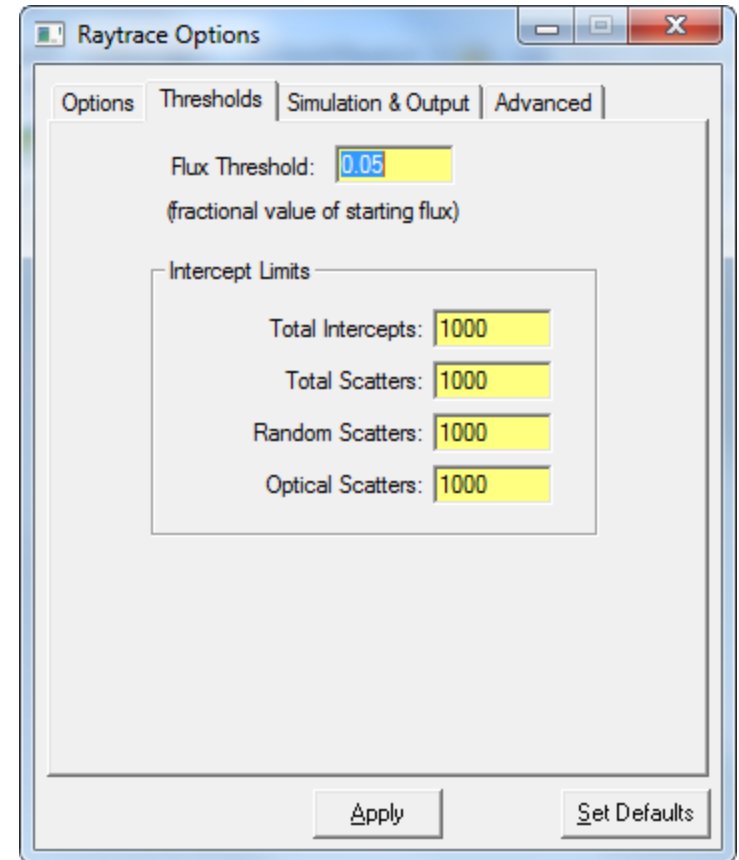 Raytrace Options
Options Thresholds Simulation & Output Advanced
Flux Threshold: 0.05
(fractional value of starting flux)
Intercept Limits
Total Intercepts: 1000
Total Scatters: 1000
Random Scatters: 1000
Optical Scatters: 1000
Apply Set Defaults